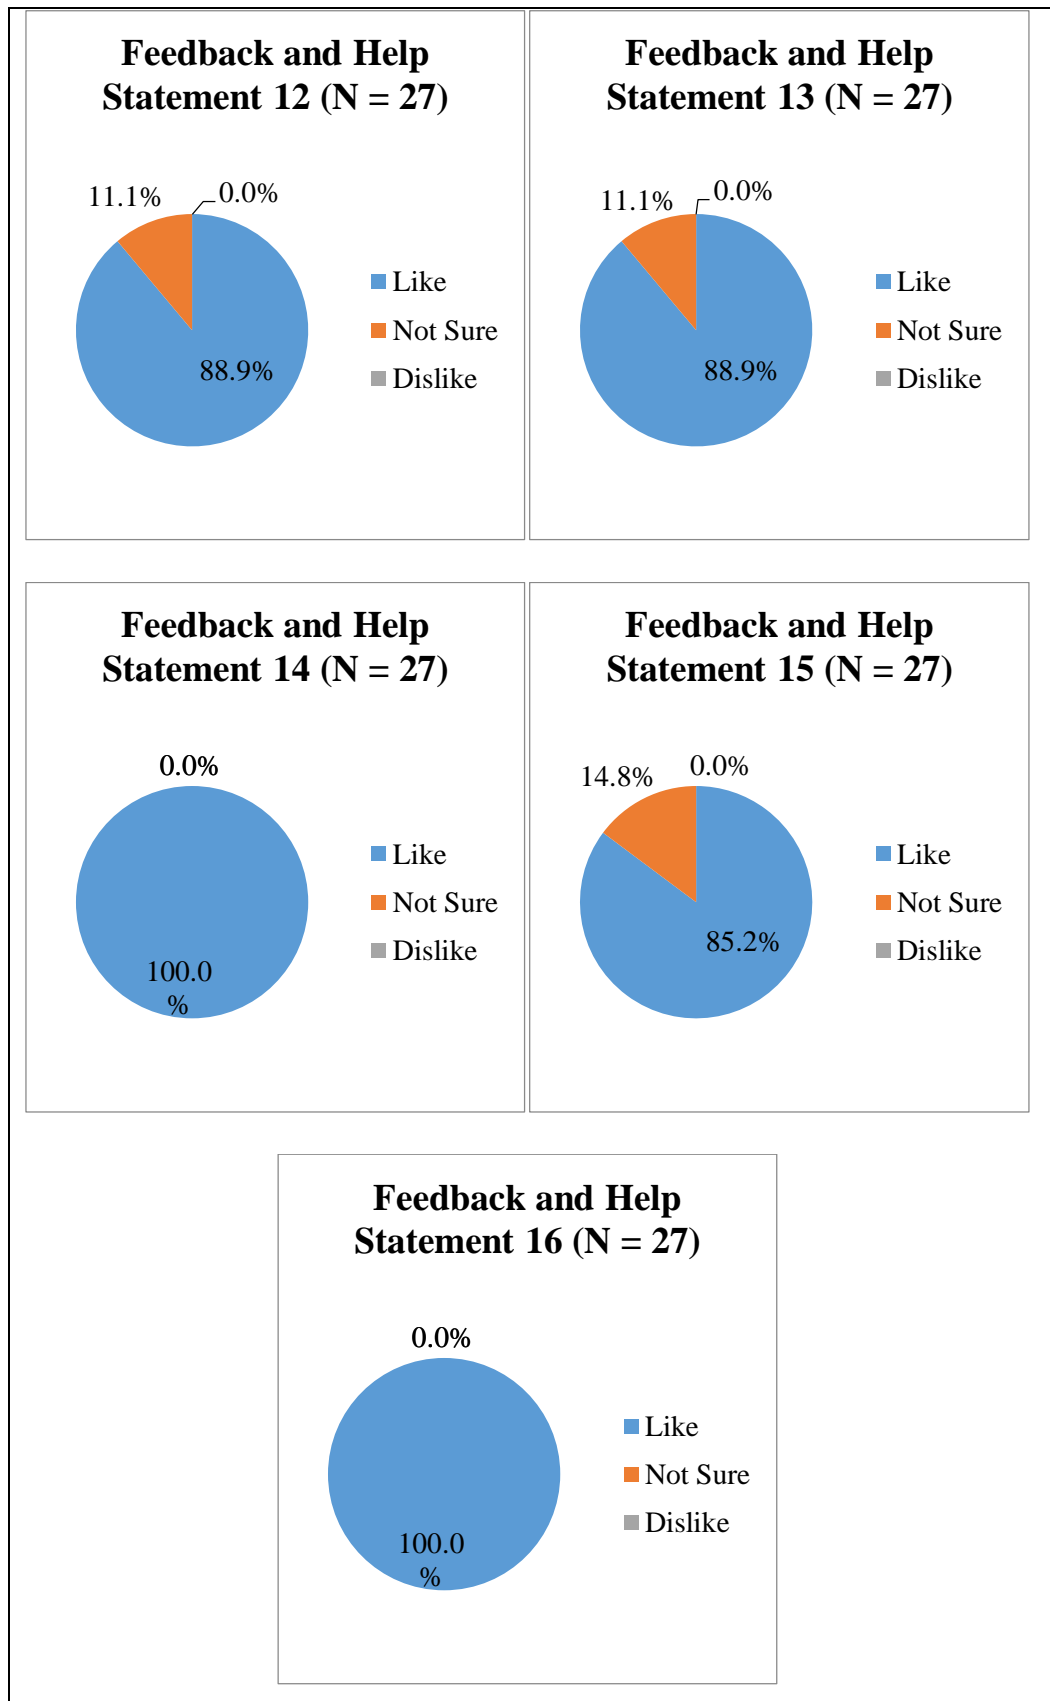 Feedback and Help
Statement 12 (N = 27)
11.1%
0.0%
88.9%
Like
Not Sure
Dislike
Feedback and Help
Statement 13 (N = 27)
11.1%
0.0%
88.9%
Like
Not Sure
Dislike
Feedback and Help
Statement 14 (N = 27)
0.0%
100.0
%
Like
Not Sure
Dislike
Feedback and Help
Statement 15 (N = 27)
14.8%
0.0%
85.2%
Like
Not Sure
Dislike
Feedback and Help
Statement 16 (N = 27)
0.0%
100.0
%
Like
Not Sure
Dislike